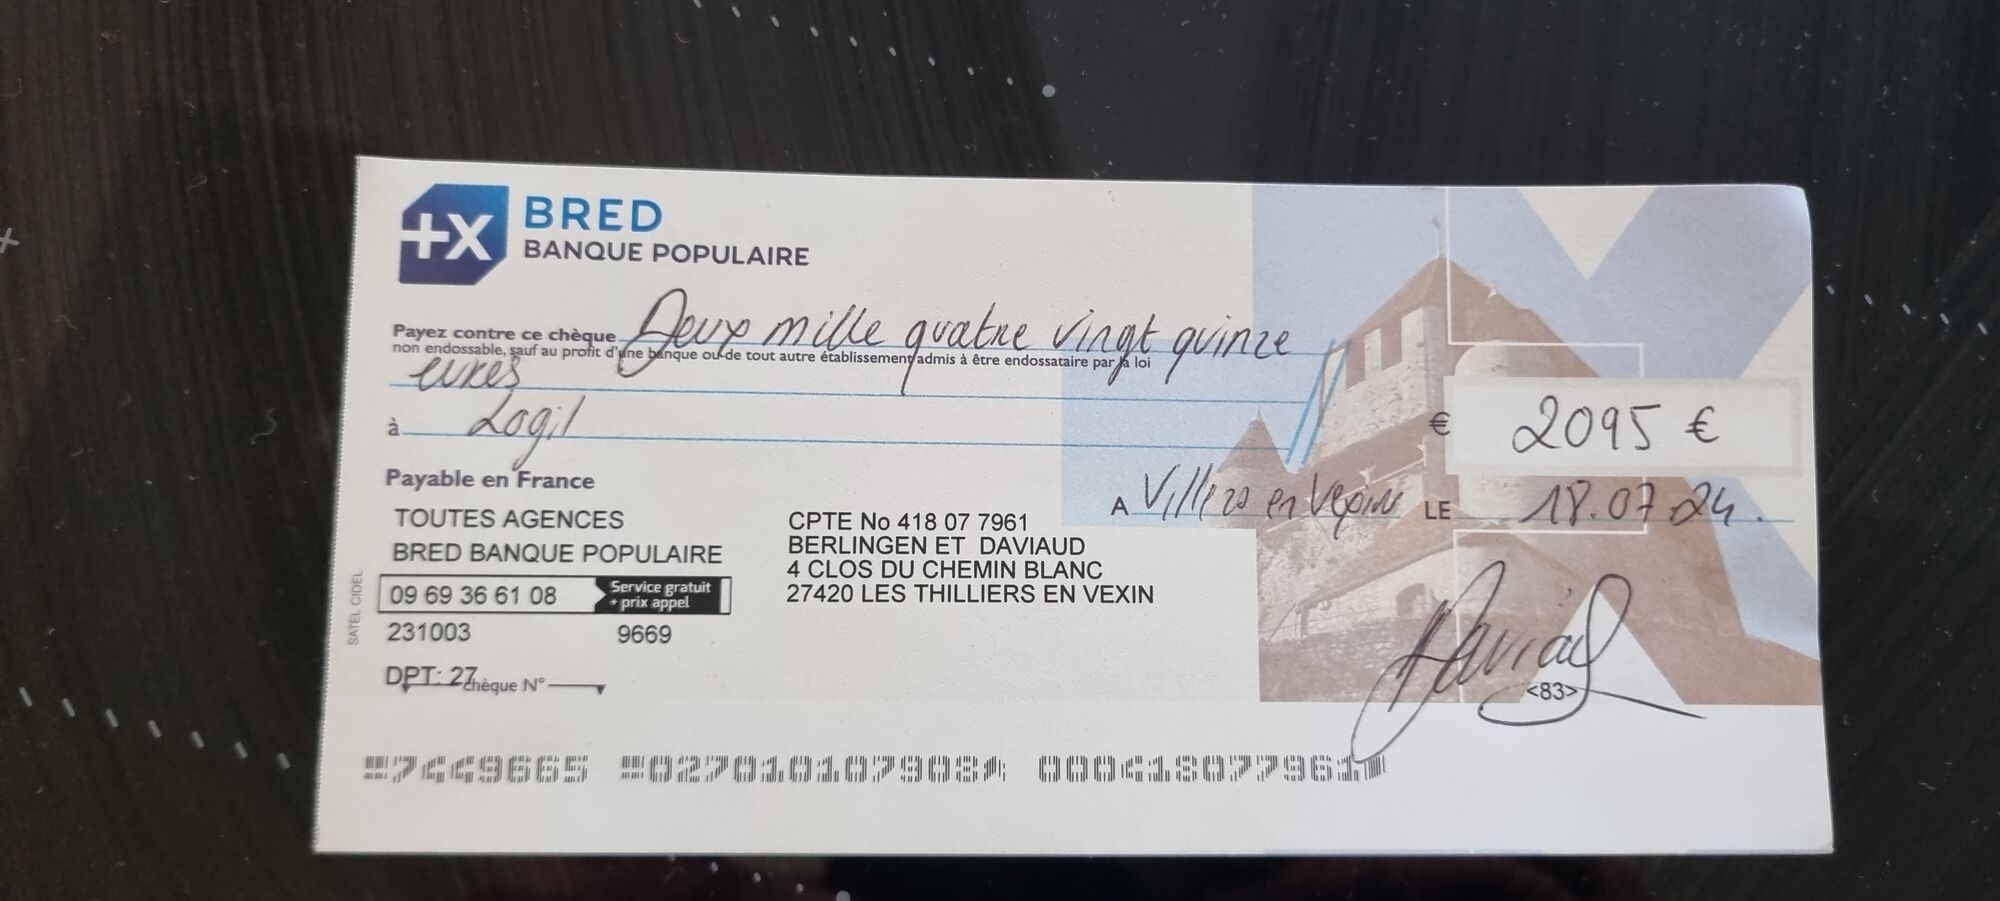 +X BRED
BANQUE POPULAIRE
Payez contre ce chèque Deux mille quatre vingt quinze
non endossable, sauf au profit d'une banque ou de tout autre établissement admis à être endossataire par la loi
euros
à Logil
€ 2095 €
Payable en France
A Villers en Vexin LE 18.07.24
TOUTES AGENCES
BRED BANQUE POPULAIRE
09 69 36 61 08 Service gratuit
+ prix appel
231003 9669
DPT: 27
chèque N°
CPTE No 418 07 7961
BERLINGEN ET DAVIAUD
4 CLOS DU CHEMIN BLANC
27420 LES THILLIERS EN VEXIN
SATEL CIDEL
Daviaud
<83>
7449665 027010107908 000418077961